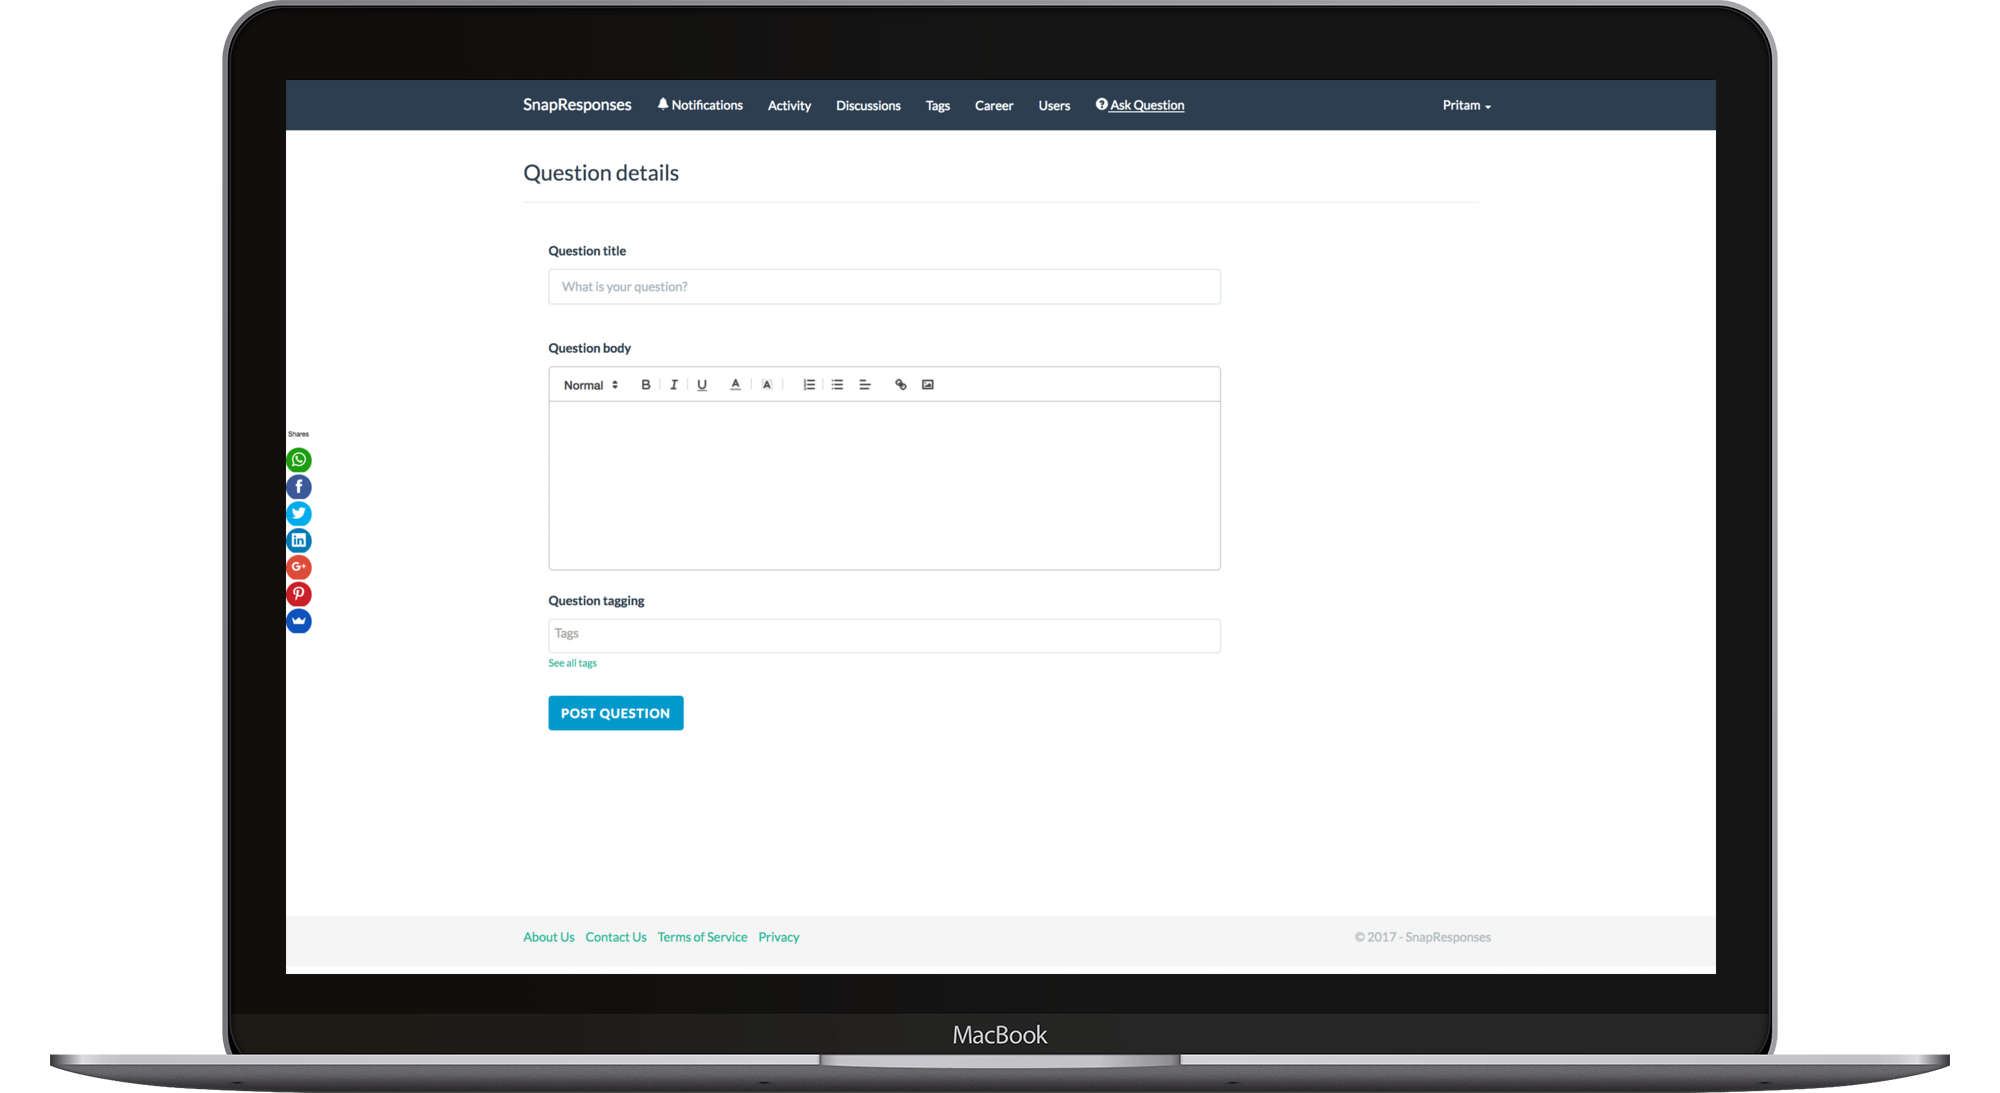 SnapResponses Notifications Activity Discussions Tags Career Users Ask Question Pritam
Question details
Question title
What is your question?
Question body
Normal B I U A A
Shares
Question tagging
Tags
See all tags
POST QUESTION
About Us Contact Us Terms of Service Privacy © 2017 - SnapResponses
MacBook